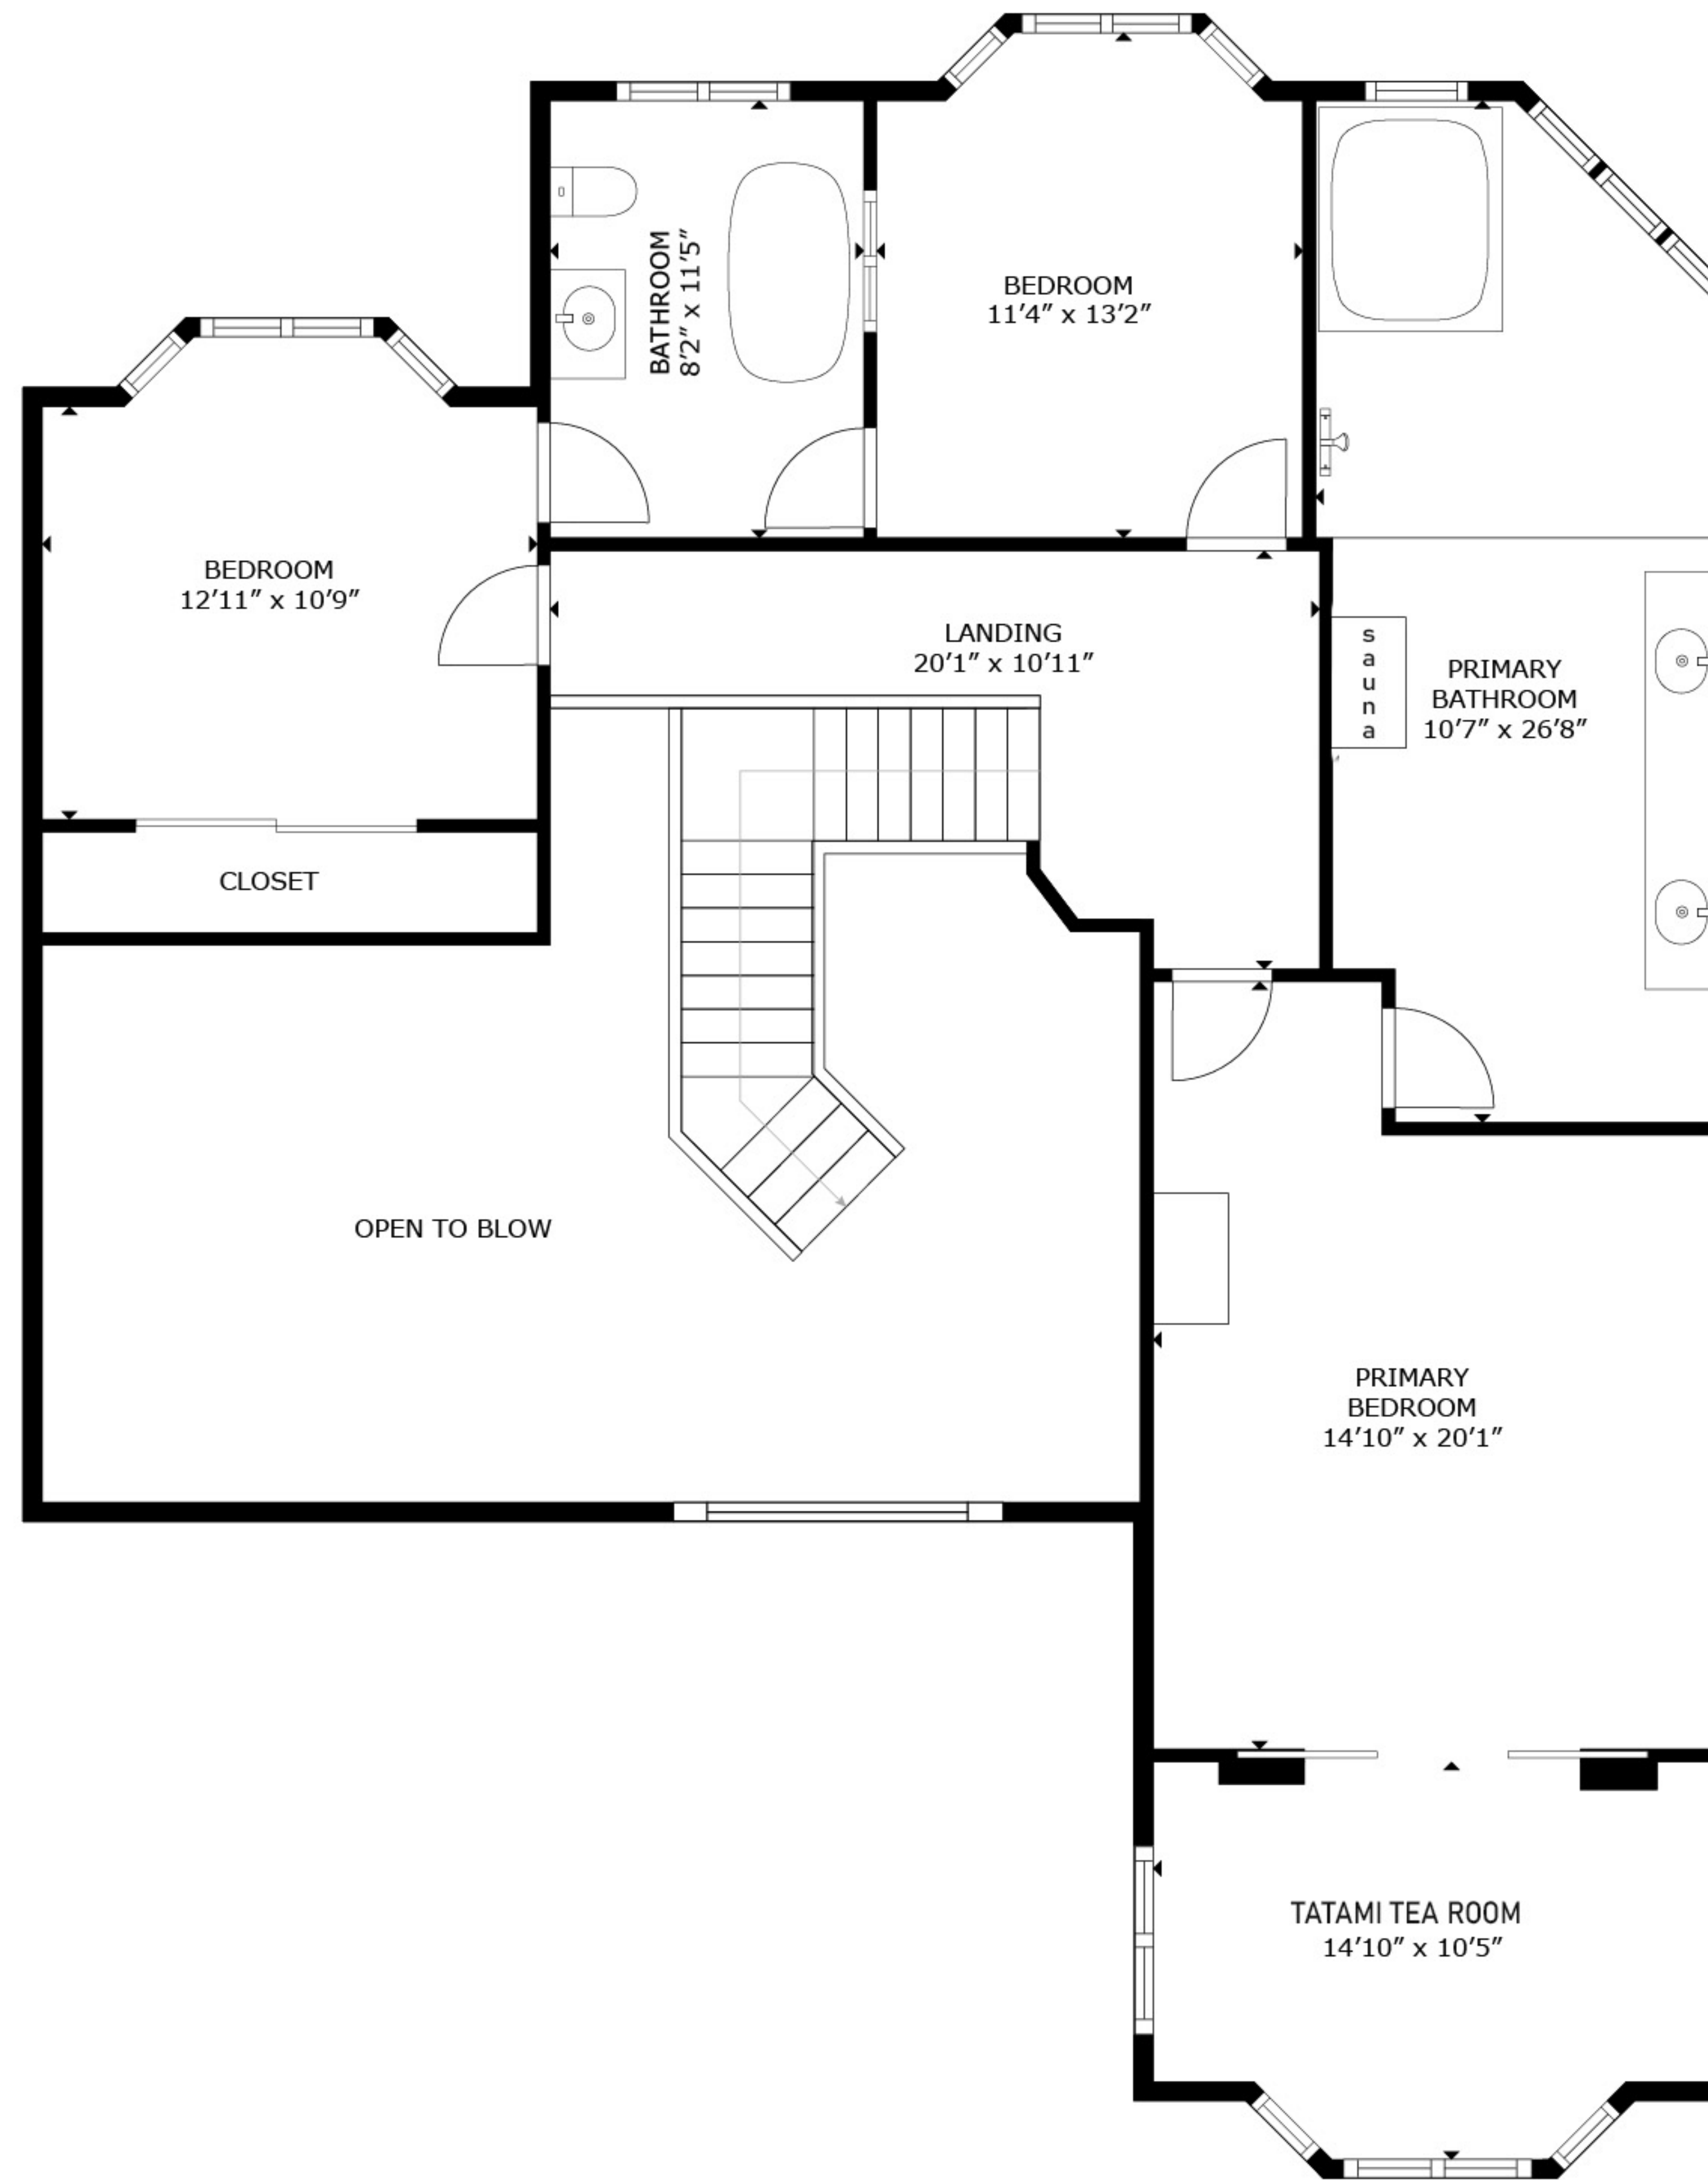 BATHROOM
8'2" x 11'5"
BEDROOM
11'4" x 13'2"
BEDROOM
12'11" x 10'9"
LANDING
20'1" x 10'11"
s
a
u
n
a
PRIMARY
BATHROOM
10'7" x 26'8"
CLOSET
OPEN TO BLOW
PRIMARY
BEDROOM
14'10" x 20'1"
TATAMI TEA ROOM
14'10" x 10'5"